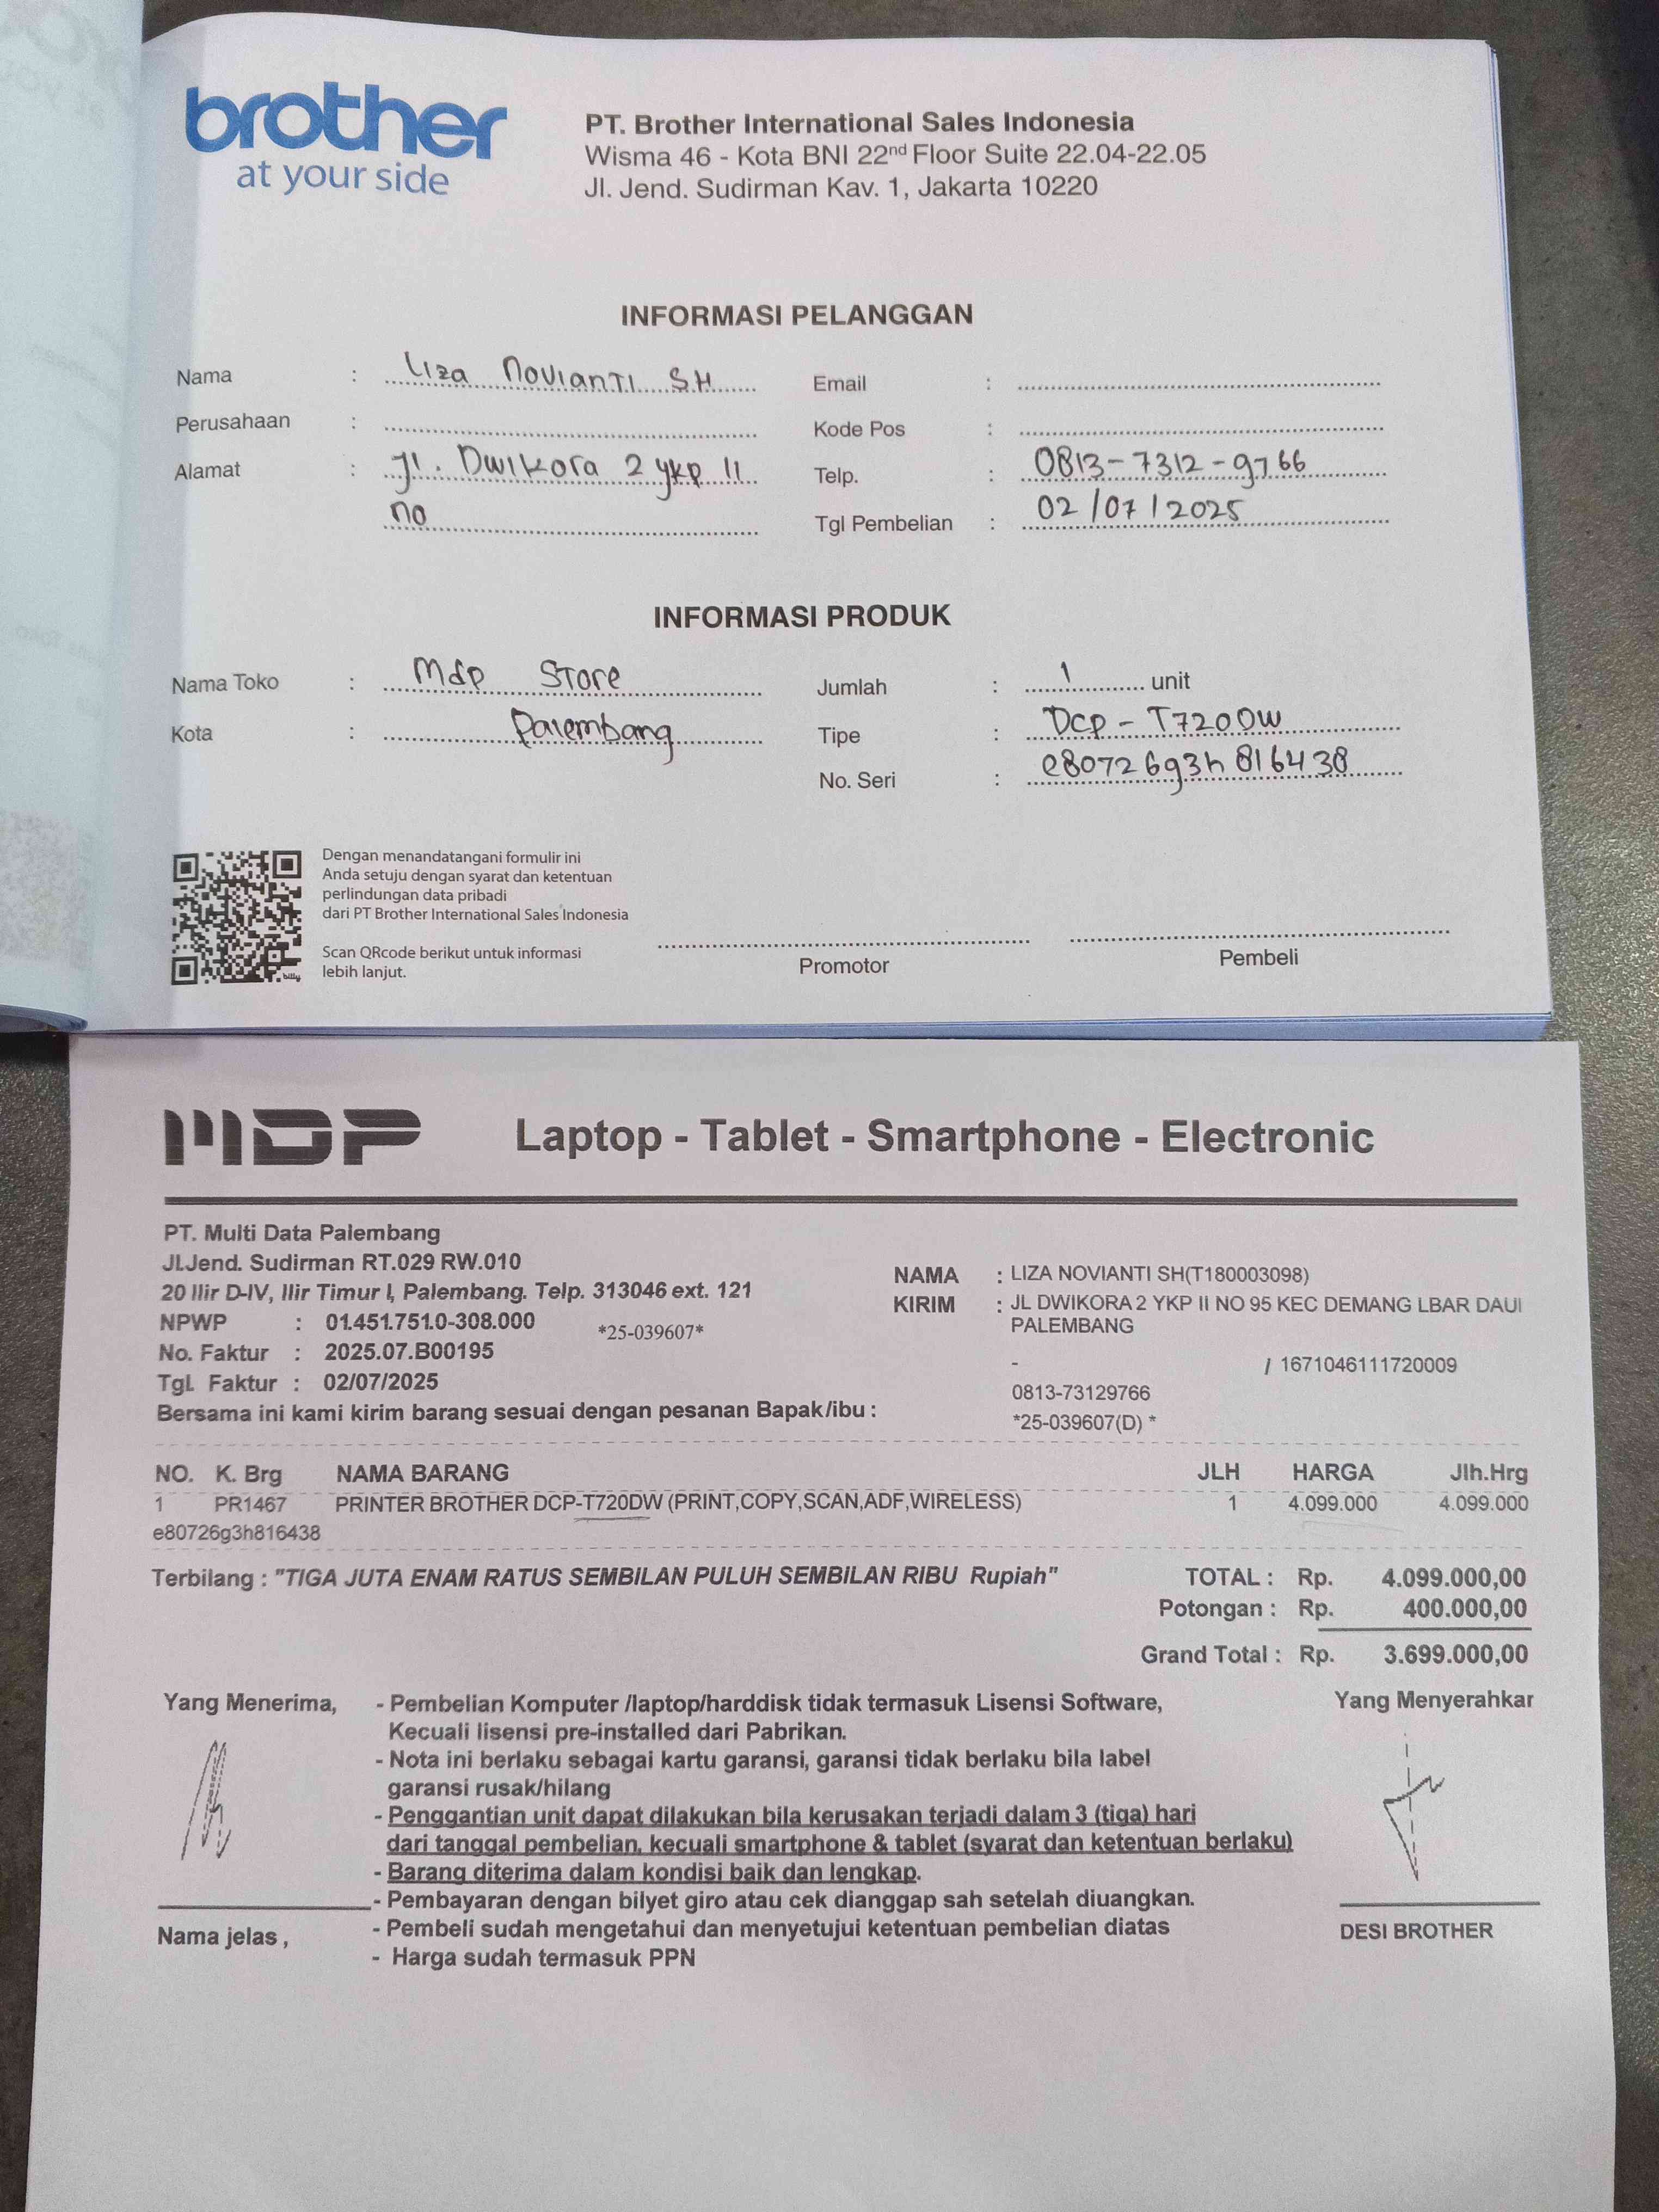 brother
at your side
PT. Brother International Sales Indonesia
Wisma 46 - Kota BNI 22nd Floor Suite 22.04-22.05
Jl. Jend. Sudirman Kav. 1, Jakarta 10220
INFORMASI PELANGGAN
Nama : Liza Novianti SH
Perusahaan :
Alamat : Jl. Dwikora 2 ykp II
no
Email :
Kode Pos :
Telp. : 0813-7312-9766
Tgl Pembelian : 02/07/2025
INFORMASI PRODUK
Nama Toko : Mdp Store
Kota : Palembang
Jumlah : 1 unit
Tipe : DCP-T720DW
No. Seri : e80726g3h816438
Dengan menandatangani formulir ini
Anda setuju dengan syarat dan ketentuan
perlindungan data pribadi
dari PT Brother International Sales Indonesia
Scan QRcode berikut untuk informasi
lebih lanjut.
bitly
Promotor
Pembeli
MDP Laptop - Tablet - Smartphone - Electronic
PT. Multi Data Palembang
Jl.Jend. Sudirman RT.029 RW.010
20 Ilir D-IV, Ilir Timur I, Palembang. Telp. 313046 ext. 121
NPWP : 01.451.751.0-308.000
*25-039607*
No. Faktur : 2025.07.B00195
Tgl. Faktur : 02/07/2025
Bersama ini kami kirim barang sesuai dengan pesanan Bapak/ibu :
NAMA : LIZA NOVIANTI SH(T180003098)
KIRIM : JL DWIKORA 2 YKP II NO 95 KEC DEMANG LBAR DAUI
PALEMBANG
- / 1671046111720009
0813-73129766
*25-039607(D) *
NO. K. Brg NAMA BARANG JLH HARGA Jlh.Hrg
1 PR1467 PRINTER BROTHER DCP-T720DW (PRINT,COPY,SCAN,ADF,WIRELESS) 1 4.099.000 4.099.000
e80726g3h816438
Terbilang : "TIGA JUTA ENAM RATUS SEMBILAN PULUH SEMBILAN RIBU Rupiah"
TOTAL : Rp. 4.099.000,00
Potongan : Rp. 400.000,00
Grand Total : Rp. 3.699.000,00
Yang Menerima,
- Pembelian Komputer /laptop/harddisk tidak termasuk Lisensi Software,
Kecuali lisensi pre-installed dari Pabrikan.
- Nota ini berlaku sebagai kartu garansi, garansi tidak berlaku bila label
garansi rusak/hilang
- Penggantian unit dapat dilakukan bila kerusakan terjadi dalam 3 (tiga) hari
dari tanggal pembelian, kecuali smartphone & tablet (syarat dan ketentuan berlaku)
- Barang diterima dalam kondisi baik dan lengkap.
- Pembayaran dengan bilyet giro atau cek dianggap sah setelah diuangkan.
- Pembeli sudah mengetahui dan menyetujui ketentuan pembelian diatas
- Harga sudah termasuk PPN
Nama jelas ,
Yang Menyerahkar
DESI BROTHER